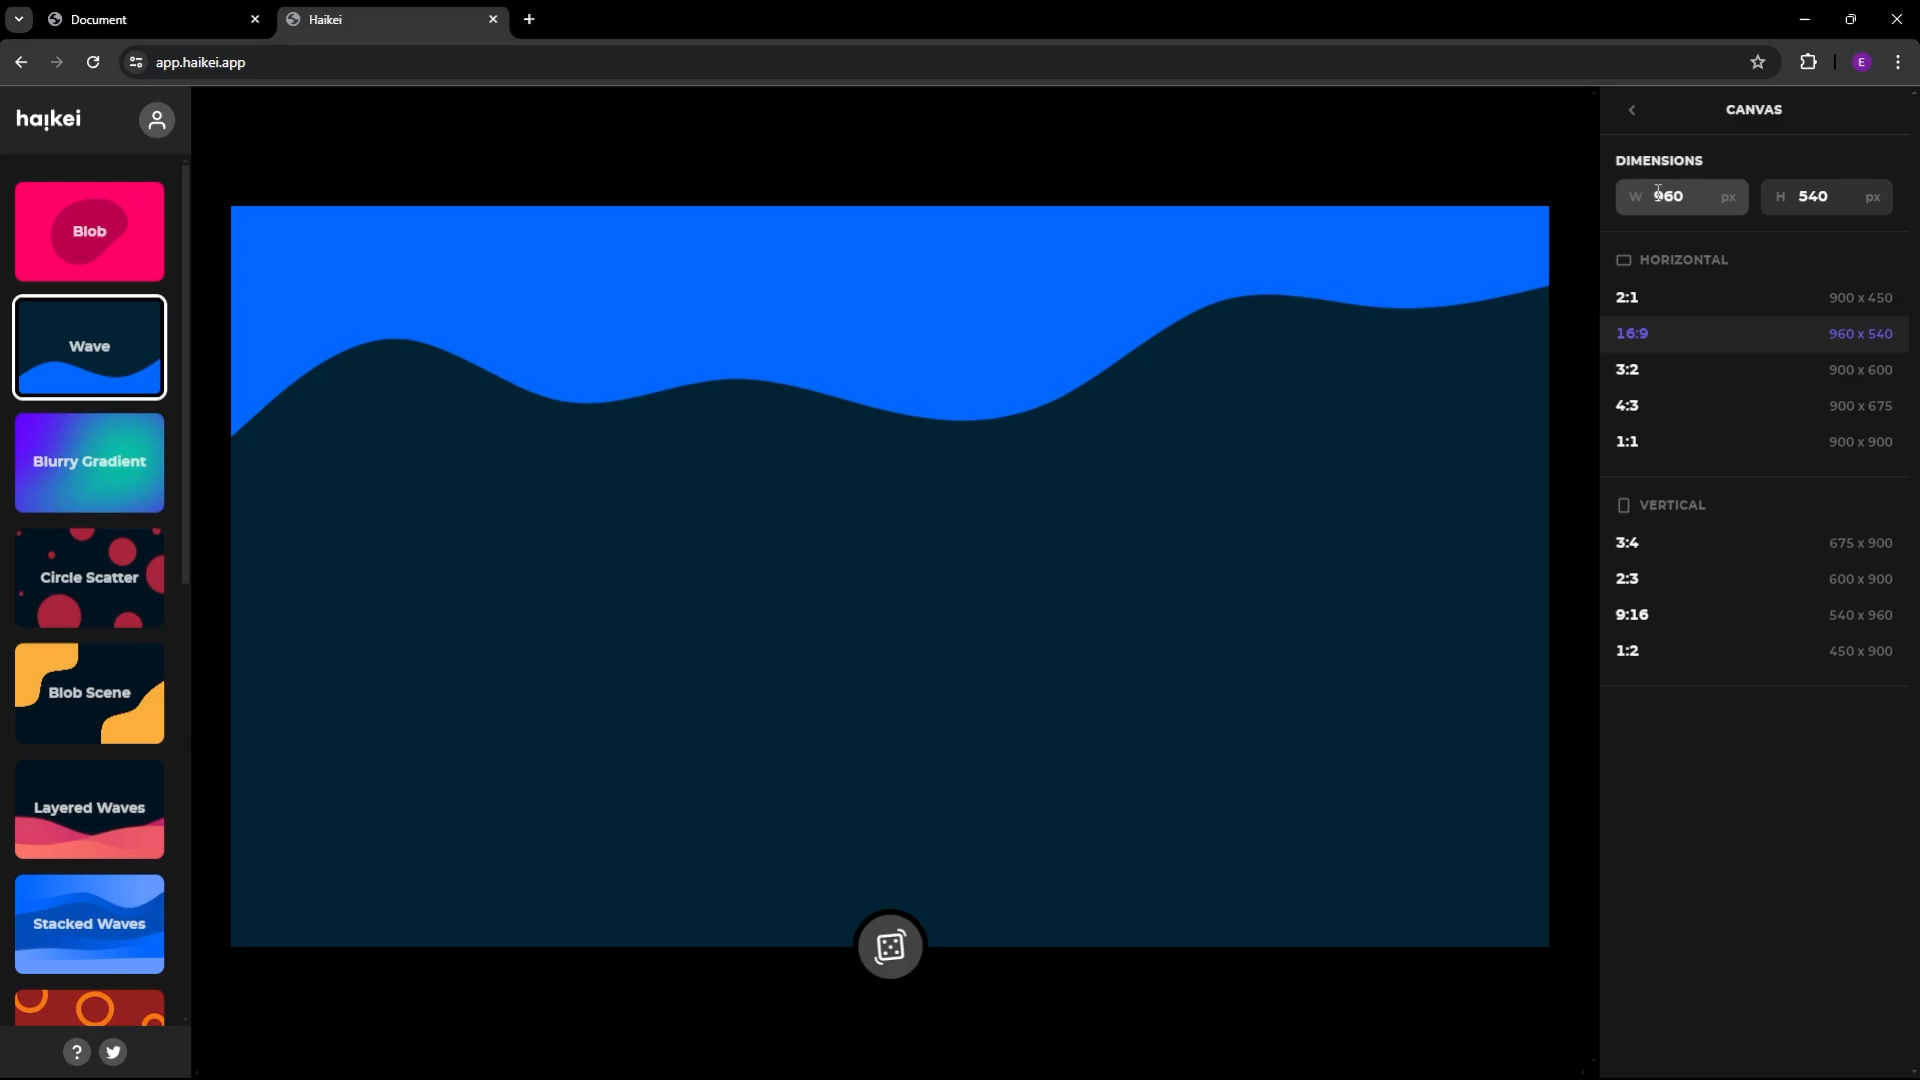 Document
Haikei
app.haikei.app
E
haikei
Blob
Wave
Blurry Gradient
Circle Scatter
Blob Scene
Layered Waves
Stacked Waves
?
CANVAS
DIMENSIONS
W 960 px
H 540 px
HORIZONTAL
2:1 900 x 450
16:9 960 x 540
3:2 900 x 600
4:3 900 x 675
1:1 900 x 900
VERTICAL
3:4 675 x 900
2:3 600 x 900
9:16 540 x 960
1:2 450 x 900